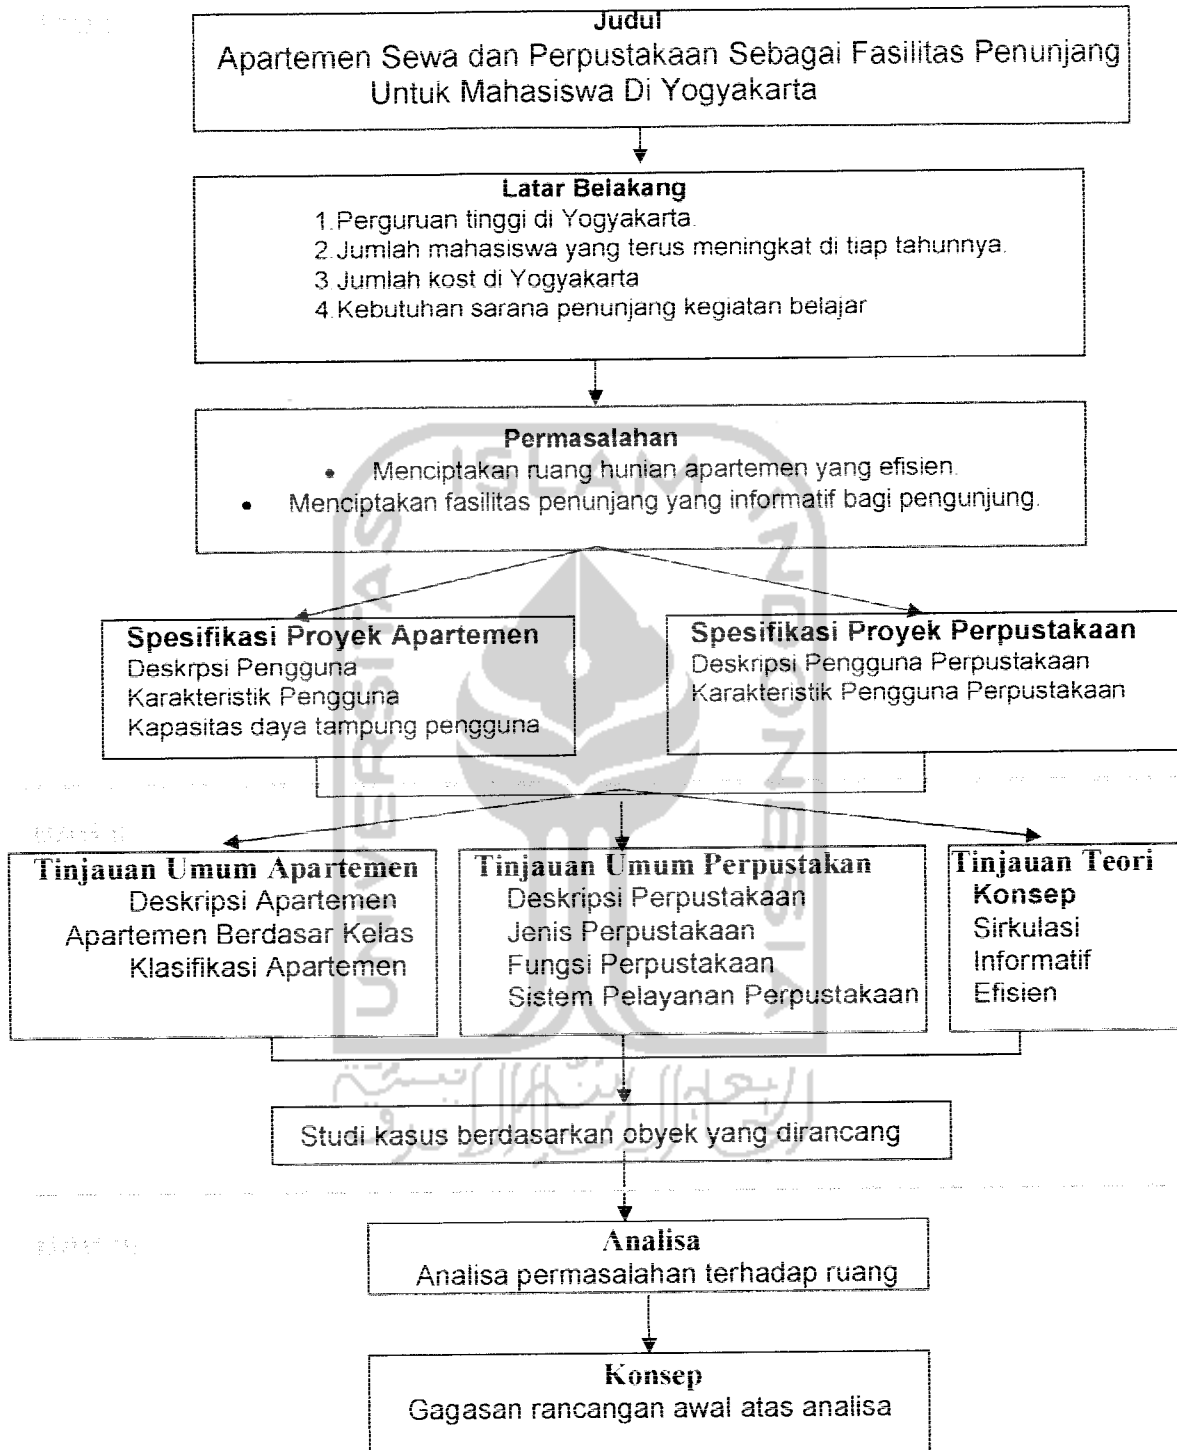 Judul
Apartemen Sewa dan Perpustakaan Sebagai Fasilitas Penunjang
Untuk Mahasiswa Di Yogyakarta
Latar Belakang
1.Perguruan tinggi di Yogyakarta.
2.Jumlah mahasiswa yang terus meningkat di tiap tahunnya.
3.Jumlah kost di Yogyakarta
4.Kebutuhan sarana penunjang kegiatan belajar
Permasalahan
• Menciptakan ruang hunian apartemen yang efisien.
• Menciptakan fasilitas penunjang yang informatif bagi pengunjung.
Spesifikasi Proyek Apartemen
Deskrpsi Pengguna
Karakteristik Pengguna
Kapasitas daya tampung pengguna
Spesifikasi Proyek Perpustakaan
Deskripsi Pengguna Perpustakaan
Karakteristik Pengguna Perpustakaan
Tinjauan Umum Apartemen
Deskripsi Apartemen
Apartemen Berdasar Kelas
Klasifikasi Apartemen
Tinjauan Umum Perpustakan
Deskripsi Perpustakaan
Jenis Perpustakaan
Fungsi Perpustakaan
Sistem Pelayanan Perpustakaan
Tinjauan Teori
Konsep
Sirkulasi
Informatif
Efisien
Studi kasus berdasarkan obyek yang dirancang
Analisa
Analisa permasalahan terhadap ruang
Konsep
Gagasan rancangan awal atas analisa
UNIVERSITAS
ISLAM
INDONESIA